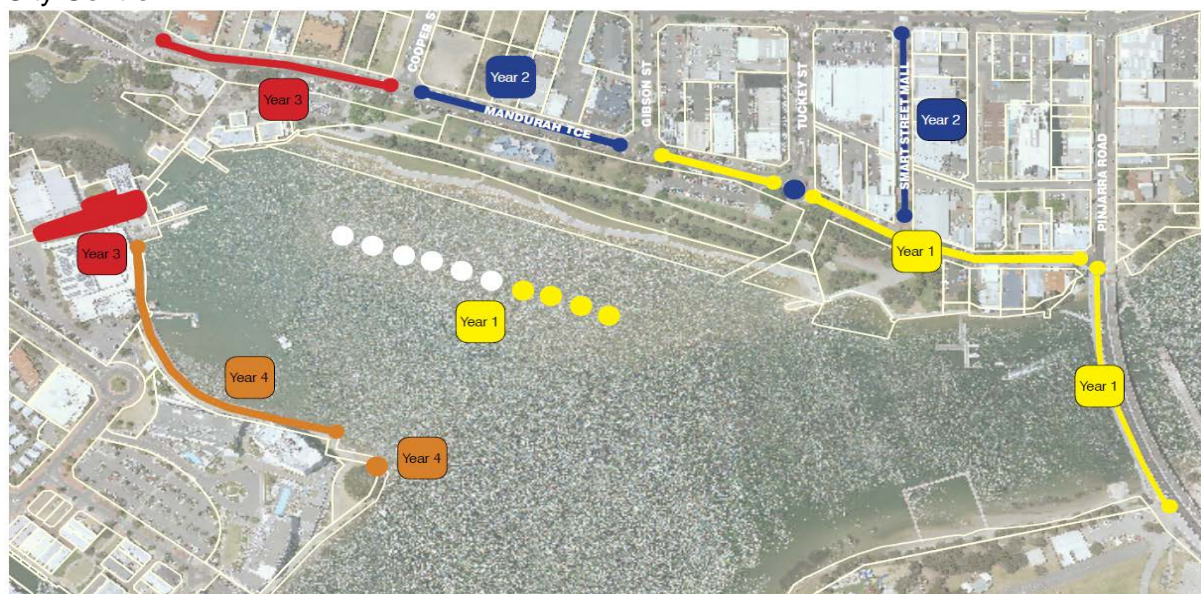 COOPER S
Year 2
Year 3
MANDURAH TCE
GIBSON ST
TUCKEY ST
SMART STREET MALL
Year 2
PINJARRA ROAD
Year 3
Year 1
Year 1
Year 4
Year 1
Year 4